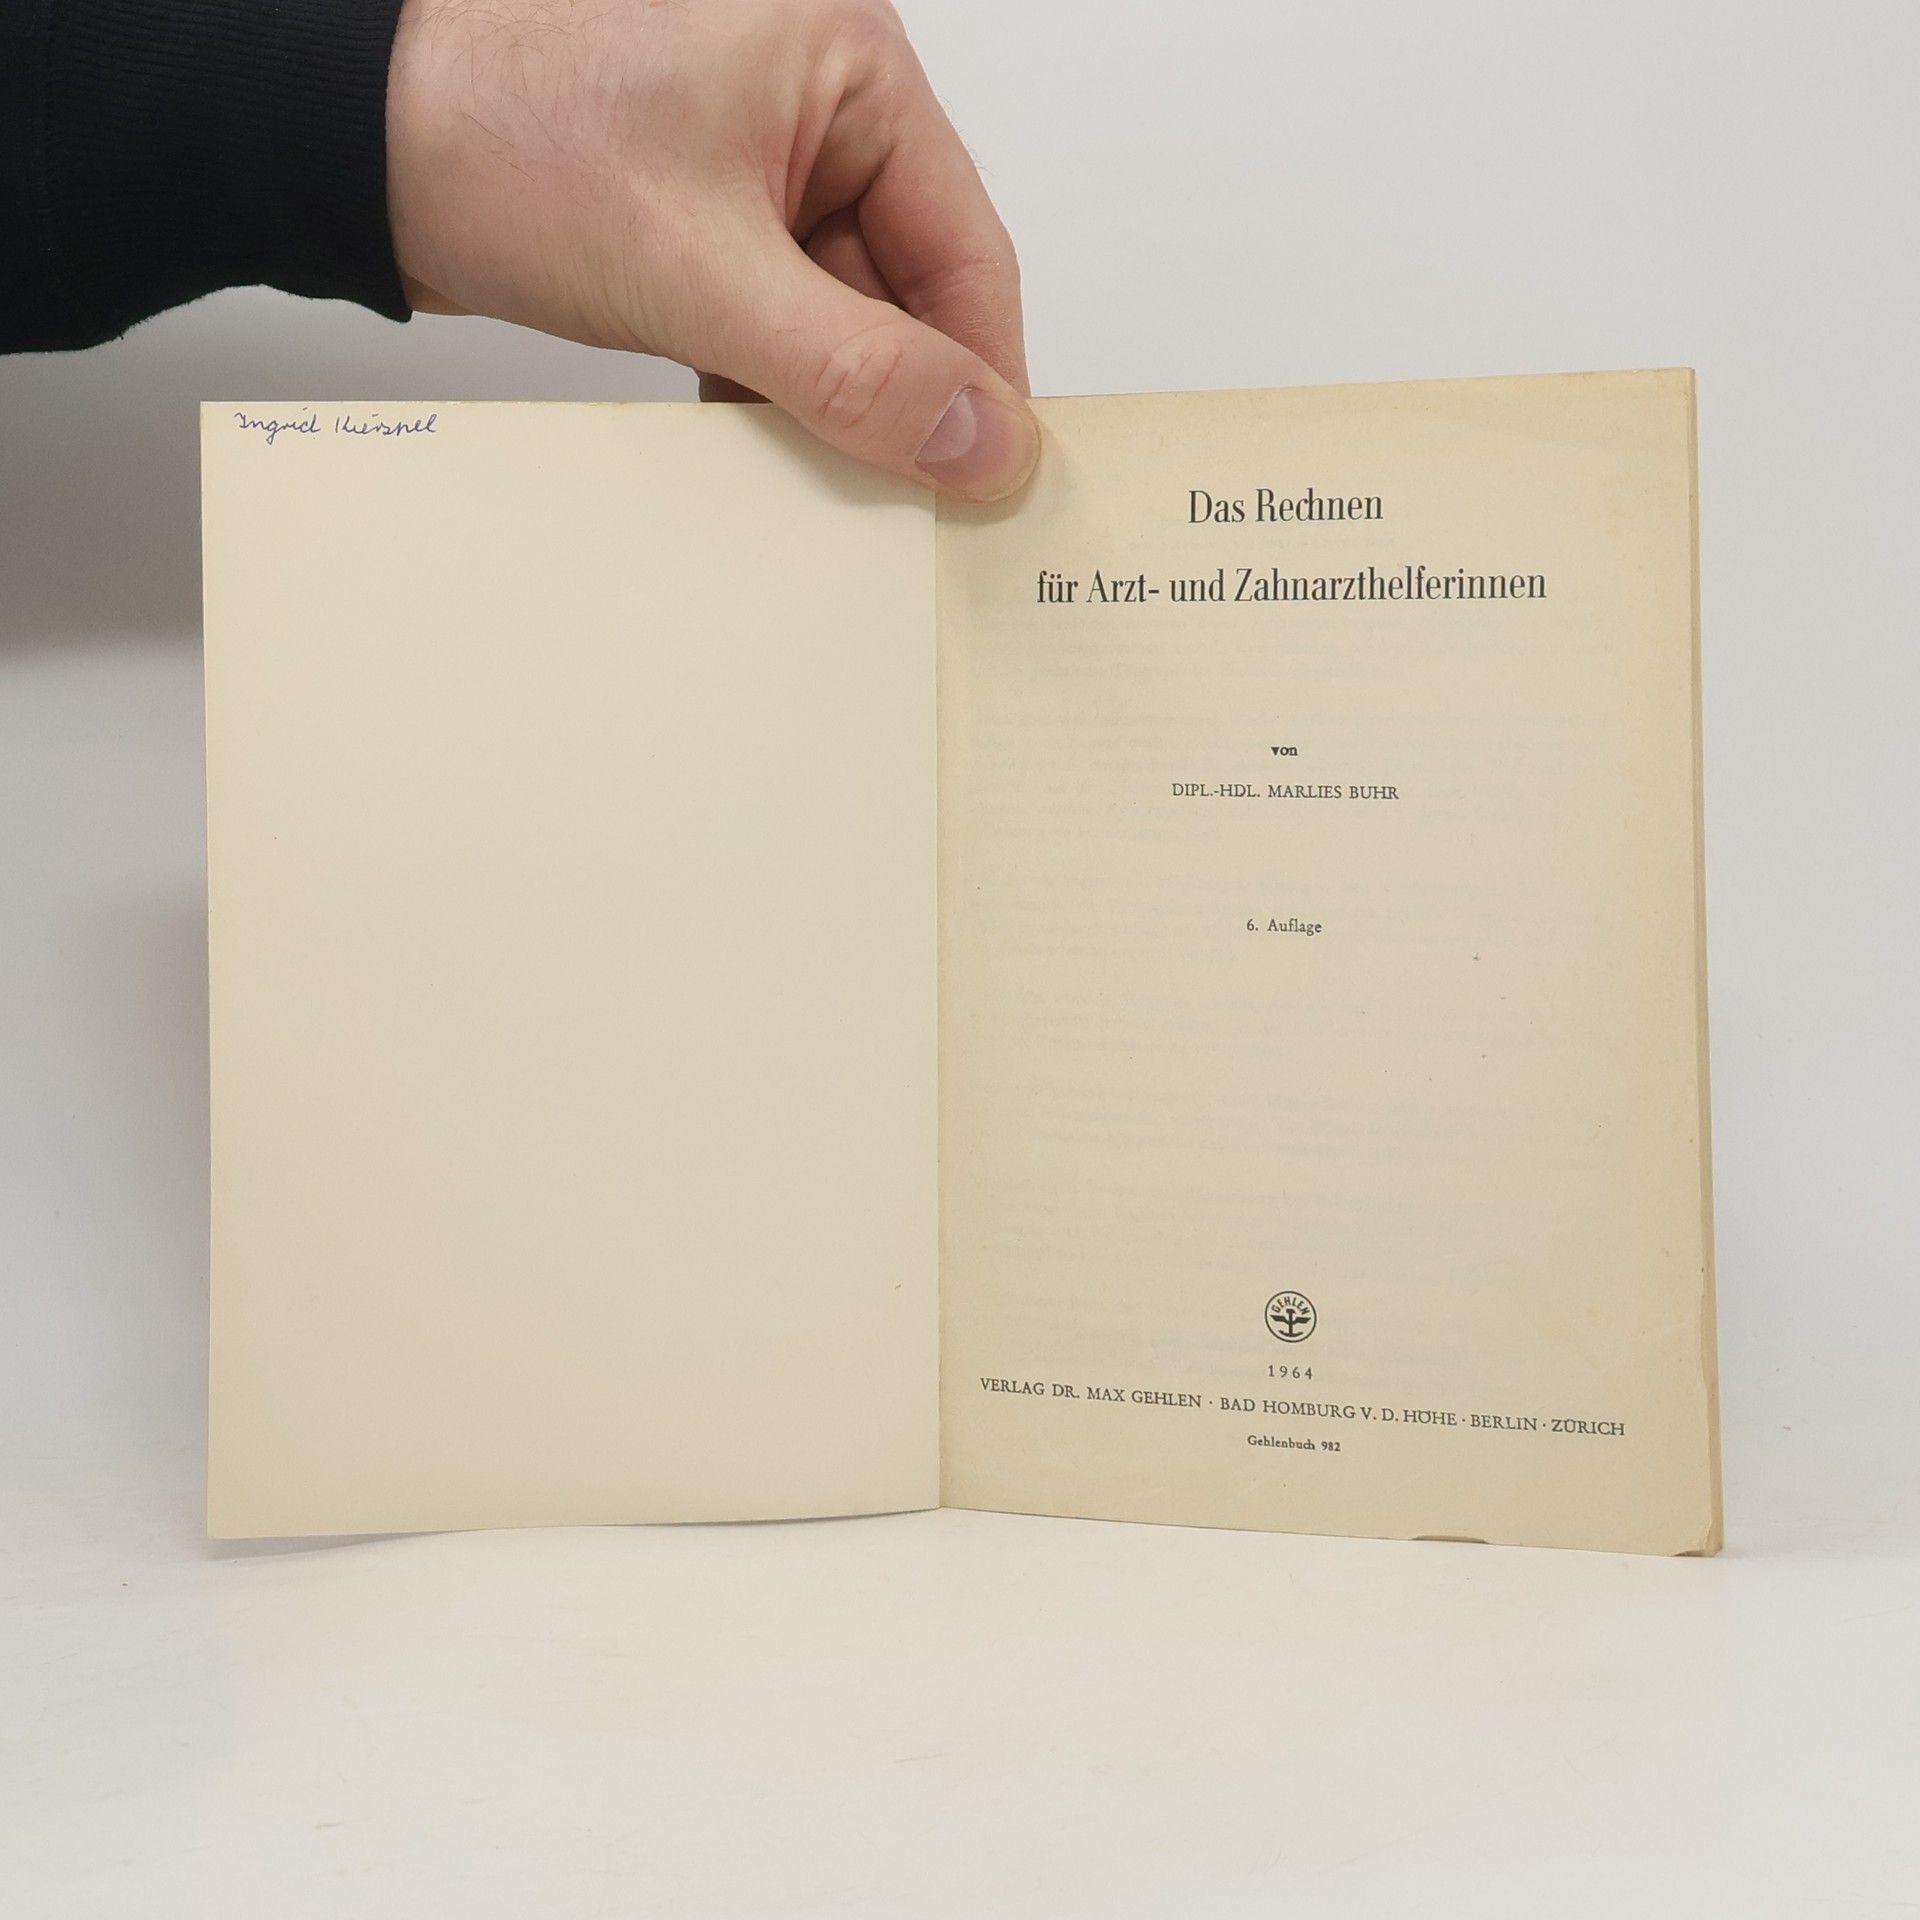 Ingrid Kierspel
Das Rechnen
für Arzt- und Zahnarzthelferinnen
von
DIPL.-HDL. MARLIES BUHR
6. Auflage
GEHLEN
1964
VERLAG DR. MAX GEHLEN · BAD HOMBURG V. D. HÖHE · BERLIN · ZÜRICH
Gehlenbuch 982